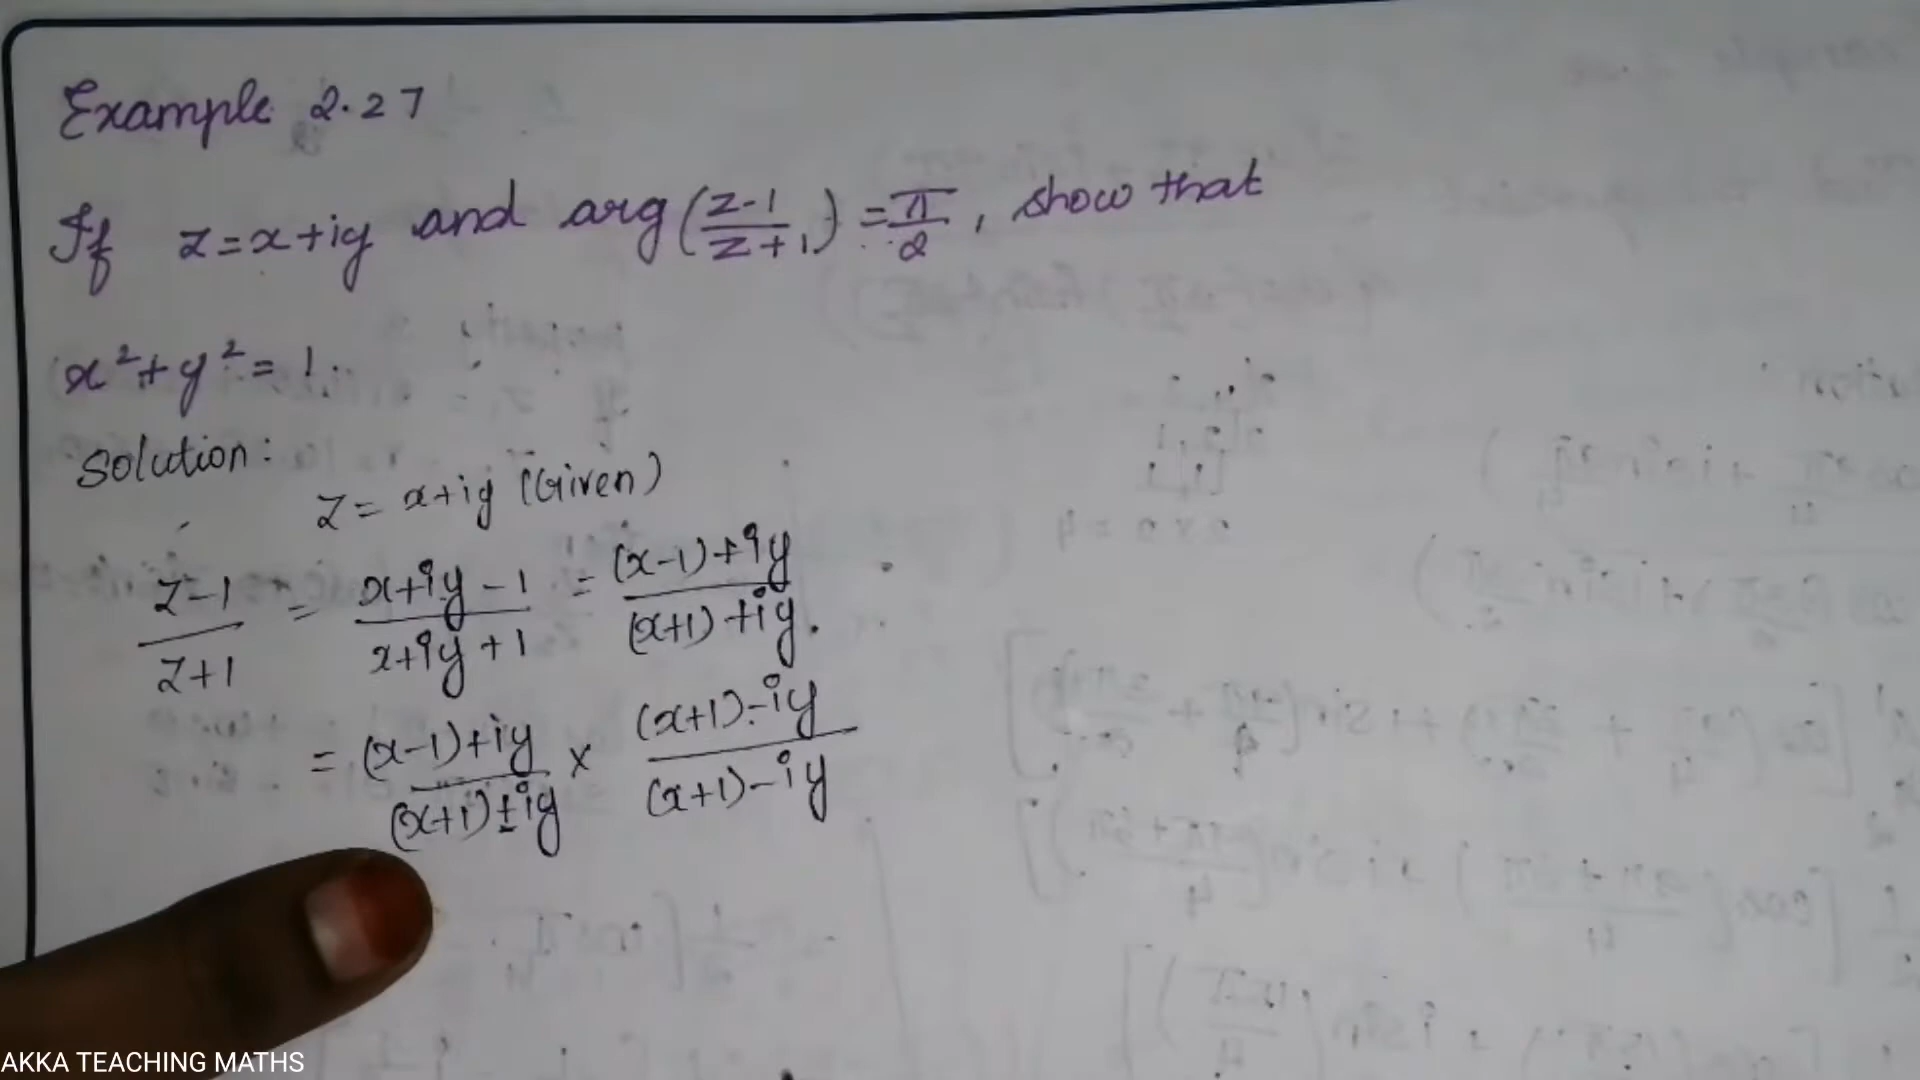 Example 2.27
If z=x+iy and arg(z-1/z+1)=π/2, show that
x²+y²=1.
Solution:
z= x+iy (Given)
z-1/z+1 = x+iy-1/x+iy+1 = (x-1)+iy/(x+1)+iy.
= (x-1)+iy/(x+1)+iy × (x+1)-iy/(x+1)-iy
AKKA TEACHING MATHS